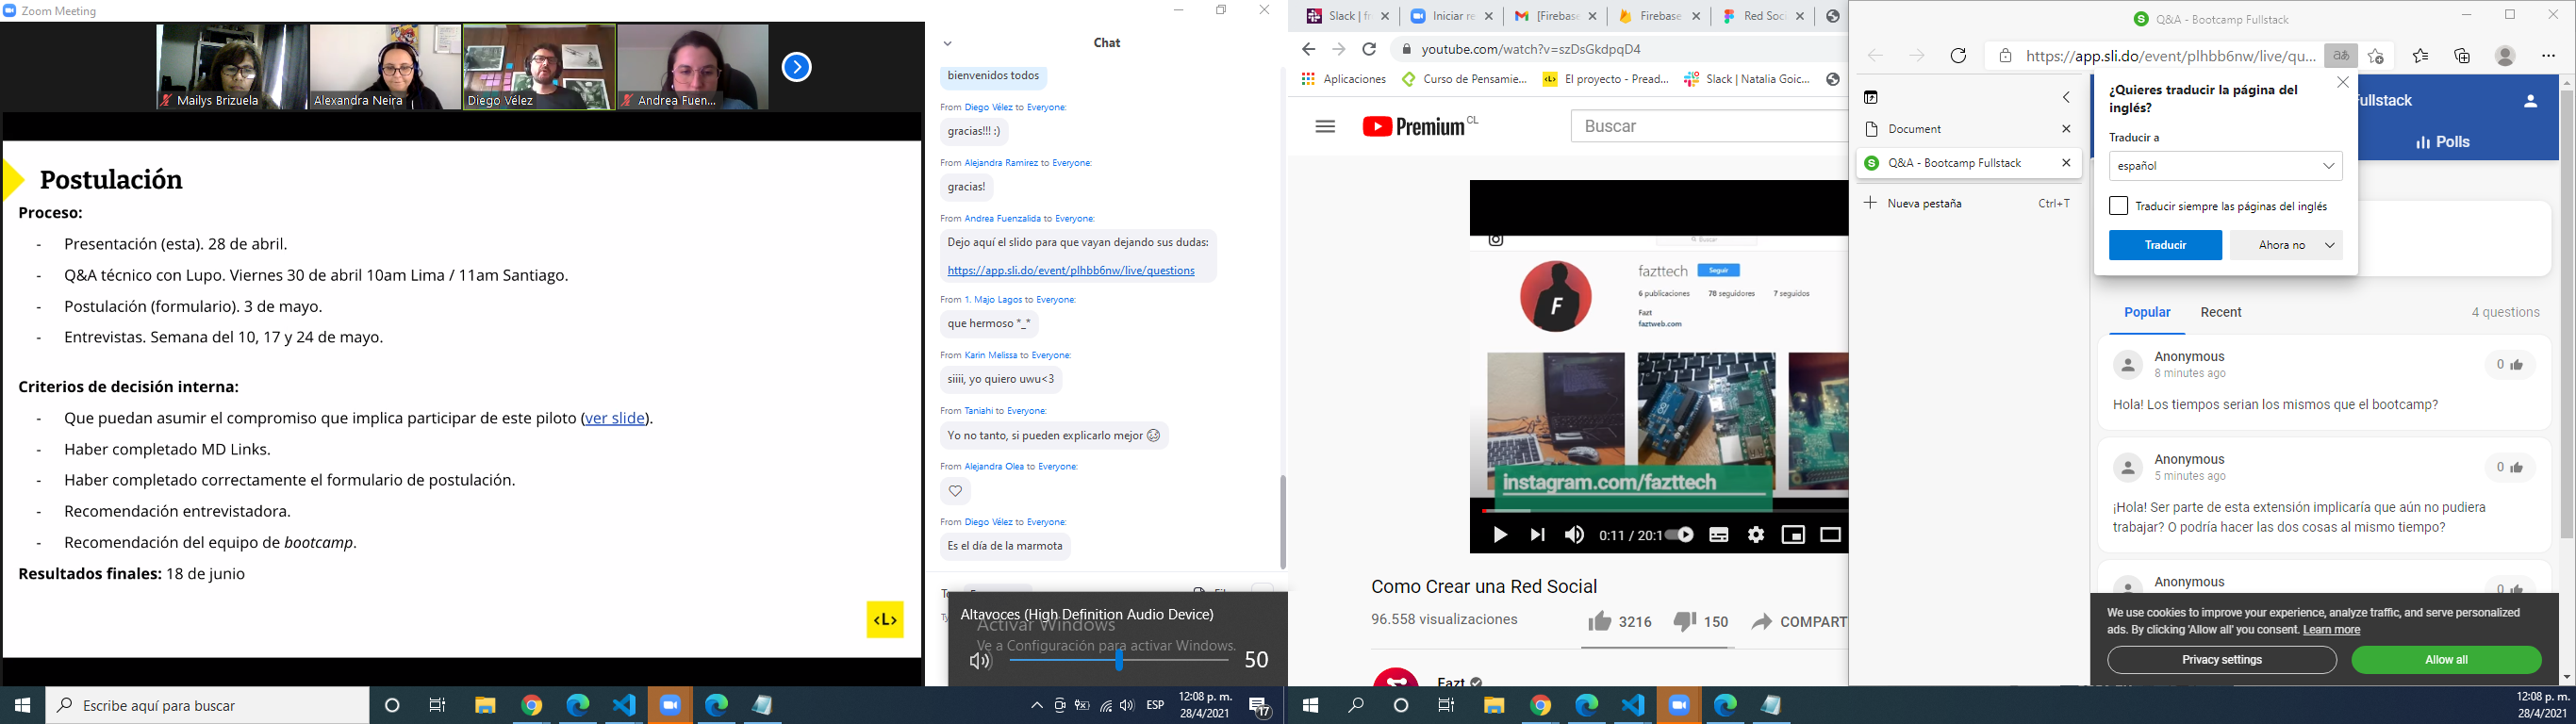 Zoom Meeting
Mailys Brizuela
Alexandra Neira
Diego Vélez
Andrea Fuen...
Postulación
Proceso:
- Presentación (esta). 28 de abril.
- Q&A técnico con Lupo. Viernes 30 de abril 10am Lima / 11am Santiago.
- Postulación (formulario). 3 de mayo.
- Entrevistas. Semana del 10, 17 y 24 de mayo.
Criterios de decisión interna:
- Que puedan asumir el compromiso que implica participar de este piloto (ver slide).
- Haber completado MD Links.
- Haber completado correctamente el formulario de postulación.
- Recomendación entrevistadora.
- Recomendación del equipo de bootcamp.
Resultados finales: 18 de junio
<L>
Chat
bienvenidos todos
From Diego Vélez to Everyone:
gracias!!! :)
From Alejandra Ramirez to Everyone:
gracias!
From Andrea Fuenzalida to Everyone:
Dejo aquí el slido para que vayan dejando sus dudas:
https://app.sli.do/event/plhbb6nw/live/questions
From 1. Majo Lagos to Everyone:
que hermoso *_*
From Karin Melissa to Everyone:
siiii, yo quiero uwu<3
From Taniahi to Everyone:
Yo no tanto, si pueden explicarlo mejor
From Alejandra Olea to Everyone:
From Diego Vélez to Everyone:
Es el día de la marmota
Altavoces (High Definition Audio Device)
Activar Windows
Ve a Configuración para activar Windows.
50
Escribe aquí para buscar
ESP
12:08 p. m.
28/4/2021
17
Slack | fr
Iniciar re
[Firebase
Firebase
Red Soci
youtube.com/watch?v=szDsGkdpqD4
Aplicaciones
Curso de Pensamie...
El proyecto - Pread...
Slack | Natalia Goic...
Premium CL
Buscar
Buscar
fazttech
Seguir
6 publicaciones 78 seguidores 7 seguidos
Fazt
faztweb.com
F
instagram.com/fazttech
0:11 / 20:1
Como Crear una Red Social
96.558 visualizaciones
3216
150
COMPART
Fazt
Q&A - Bootcamp Fullstack
https://app.sli.do/event/plhbb6nw/live/qu...
Document
Q&A - Bootcamp Fullstack
Nueva pestaña
Ctrl+T
¿Quieres traducir la página del
inglés?
Traducir a
español
Traducir siempre las páginas del inglés
Traducir
Ahora no
Fullstack
Polls
Popular
Recent
4 questions
Anonymous
8 minutes ago
0
Hola! Los tiempos serian los mismos que el bootcamp?
Anonymous
5 minutes ago
0
¡Hola! Ser parte de esta extensión implicaría que aún no pudiera
trabajar? O podría hacer las dos cosas al mismo tiempo?
Anonymous
0
We use cookies to improve your experience, analyze traffic, and serve personalized
ads. By clicking 'Allow all' you consent. Learn more
Privacy settings
Allow all
12:08 p. m.
28/4/2021